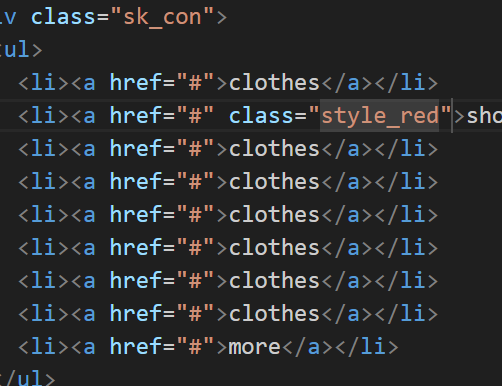 iv class="sk_con">
ul>
<li><a href="#">clothes</a></li>
<li><a href="#" class="style_red">sho
<li><a href="#">clothes</a></li>
<li><a href="#">clothes</a></li>
<li><a href="#">clothes</a></li>
<li><a href="#">clothes</a></li>
<li><a href="#">clothes</a></li>
<li><a href="#">clothes</a></li>
<li><a href="#">more</a></li>
/ul>